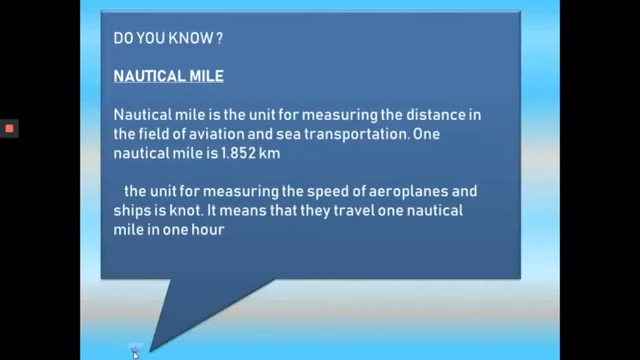 DO YOU KNOW ?
NAUTICAL MILE
Nautical mile is the unit for measuring the distance in
the field of aviation and sea transportation. One
nautical mile is 1.852 km
the unit for measuring the speed of aeroplanes and
ships is knot. It means that they travel one nautical
mile in one hour